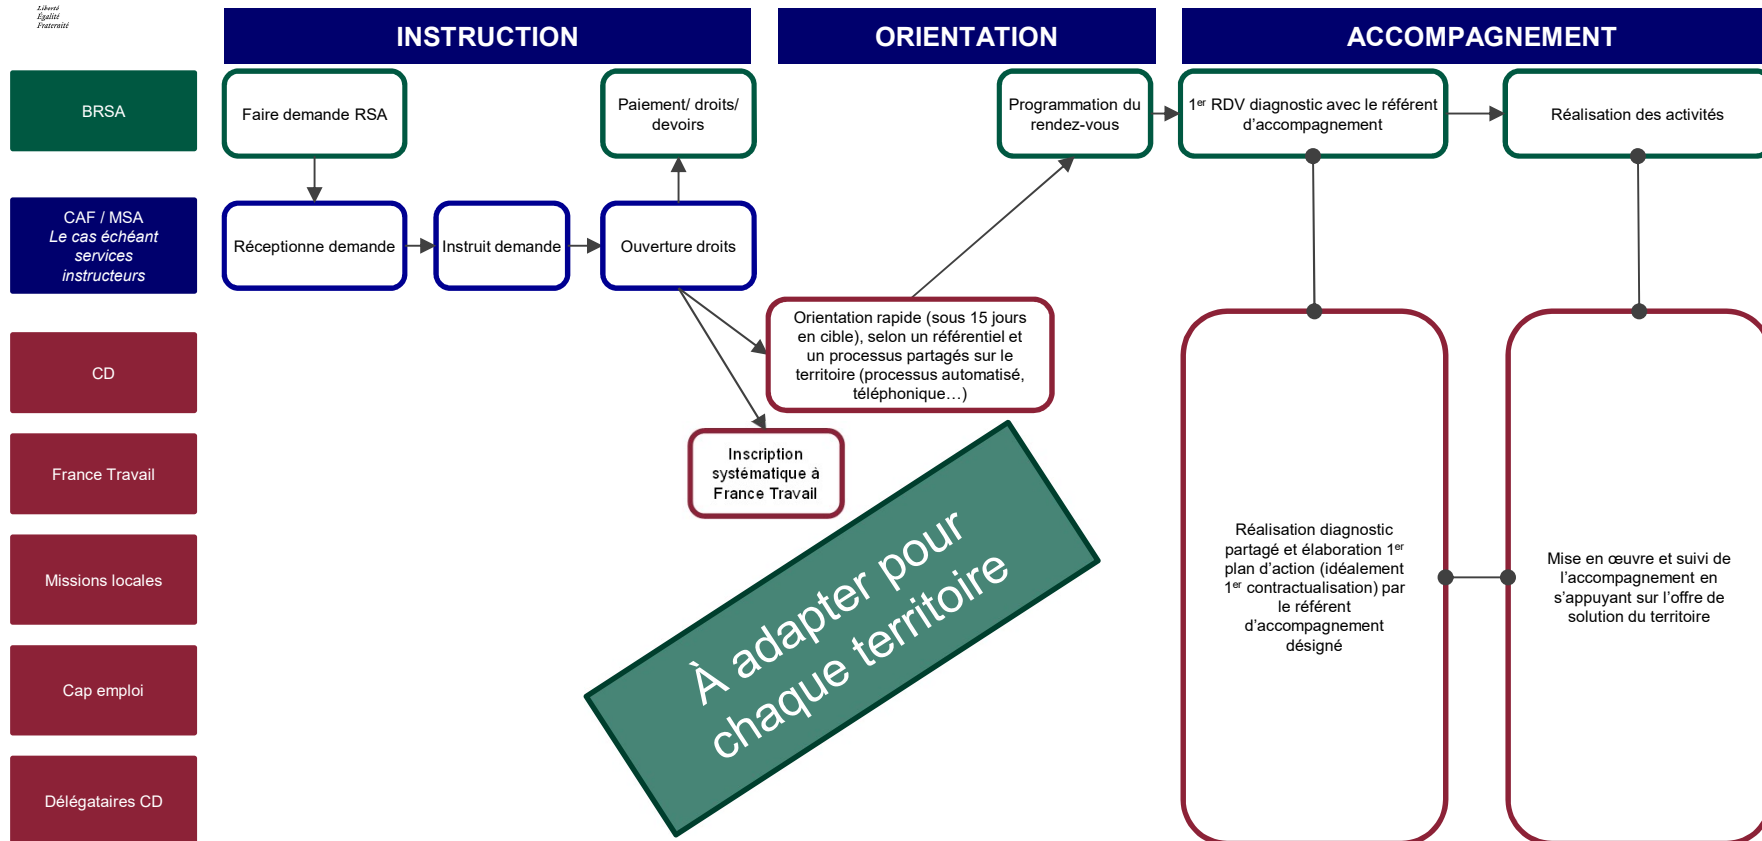 Liberté
Égalité
Fraternité
INSTRUCTION
ORIENTATION
ACCOMPAGNEMENT
BRSA
Faire demande RSA
Paiement/ droits/
devoirs
Programmation du
rendez-vous
1er RDV diagnostic avec le référent
d’accompagnement
Réalisation des activités
CAF / MSA
Le cas échéant
services
instructeurs
Réceptionne demande
Instruit demande
Ouverture droits
Orientation rapide (sous 15 jours
en cible), selon un référentiel et
un processus partagés sur le
territoire (processus automatisé,
téléphonique…)
CD
France Travail
Inscription
systématique à
France Travail
À adapter pour
chaque territoire
Missions locales
Cap emploi
Délégataires CD
Réalisation diagnostic
partagé et élaboration 1er
plan d’action (idéalement
1er contractualisation) par
le référent
d’accompagnement
désigné
Mise en œuvre et suivi de
l’accompagnement en
s’appuyant sur l’offre de
solution du territoire